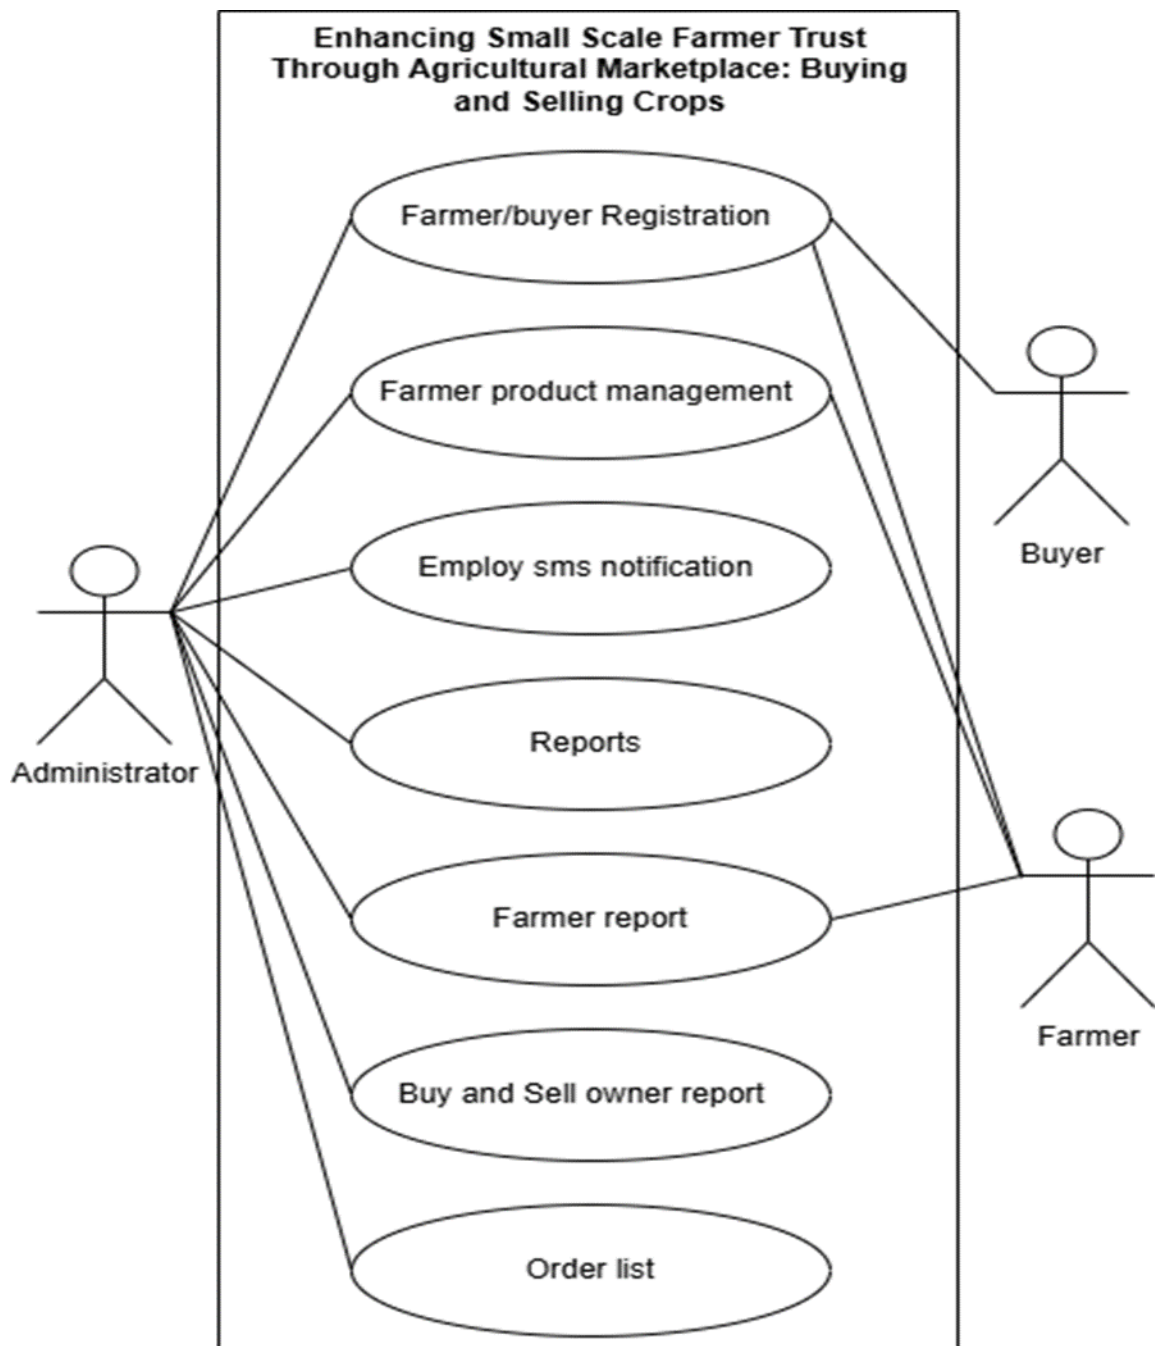 Enhancing Small Scale Farmer Trust
Through Agricultural Marketplace: Buying
and Selling Crops
Farmer/buyer Registration
Farmer product management
Buyer
Employ sms notification
Administrator
Reports
Farmer report
Farmer
Buy and Sell owner report
Order list